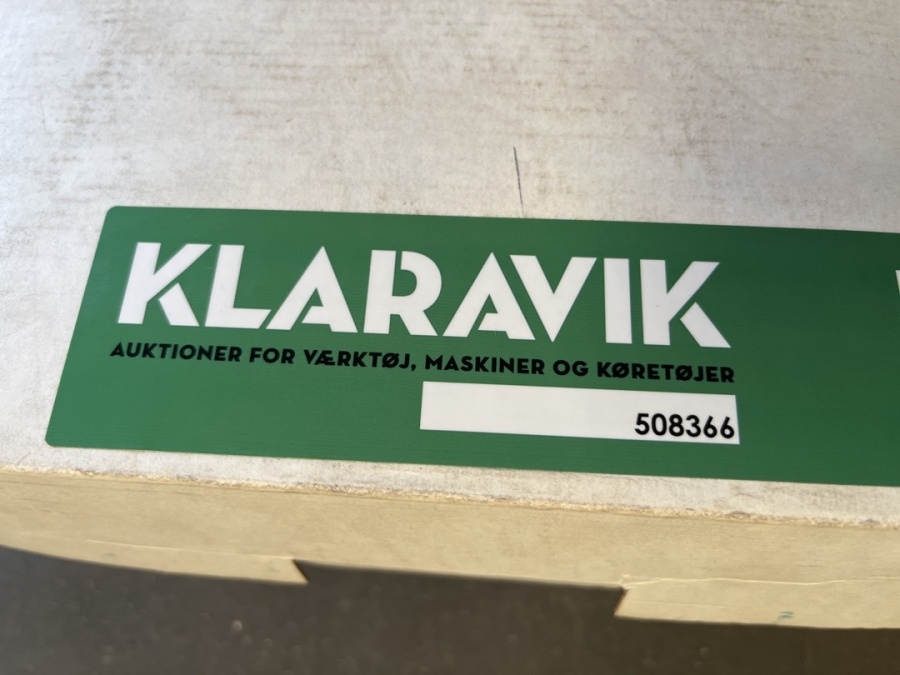 KLARAVIK
AUKTIONER FOR VÆRKTØJ, MASKINER OG KØRETØJER
508366